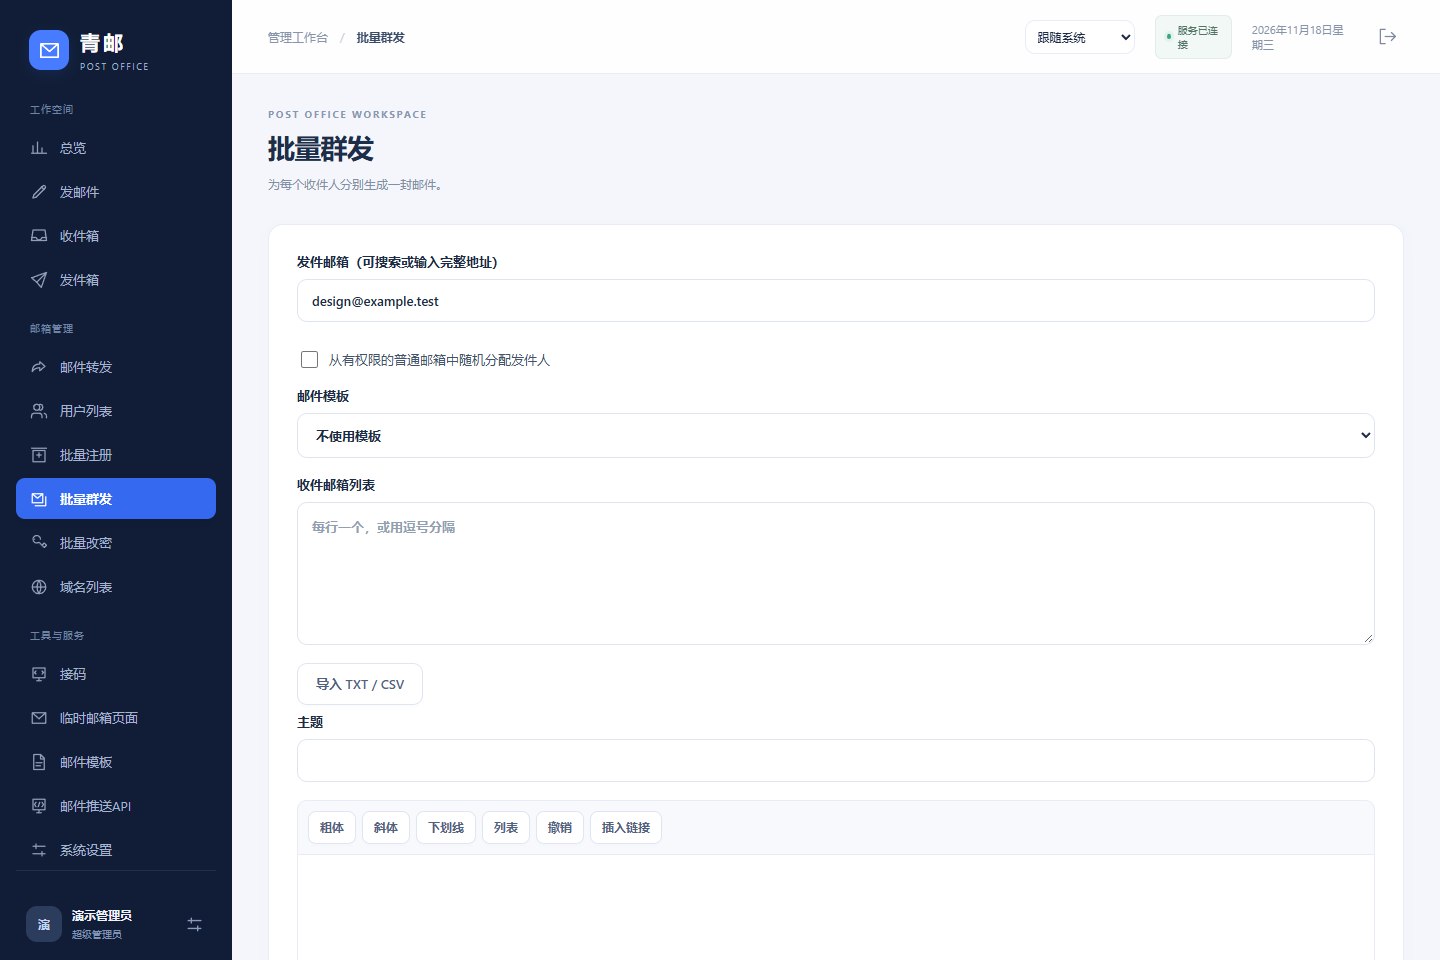 青邮
POST OFFICE
工作空间
总览
发邮件
收件箱
发件箱
邮箱管理
邮件转发
用户列表
批量注册
批量群发
批量改密
域名列表
工具与服务
接码
临时邮箱页面
邮件模板
邮件推送API
系统设置
演
演示管理员
超级管理员
管理工作台 / 批量群发
跟随系统
服务已连
接
2026年11月18日星
期三
POST OFFICE WORKSPACE
批量群发
为每个收件人分别生成一封邮件。
发件邮箱（可搜索或输入完整地址）
design@example.test
从有权限的普通邮箱中随机分配发件人
邮件模板
不使用模板
收件邮箱列表
每行一个，或用逗号分隔
导入 TXT / CSV
主题
粗体 斜体 下划线 列表 撤销 插入链接